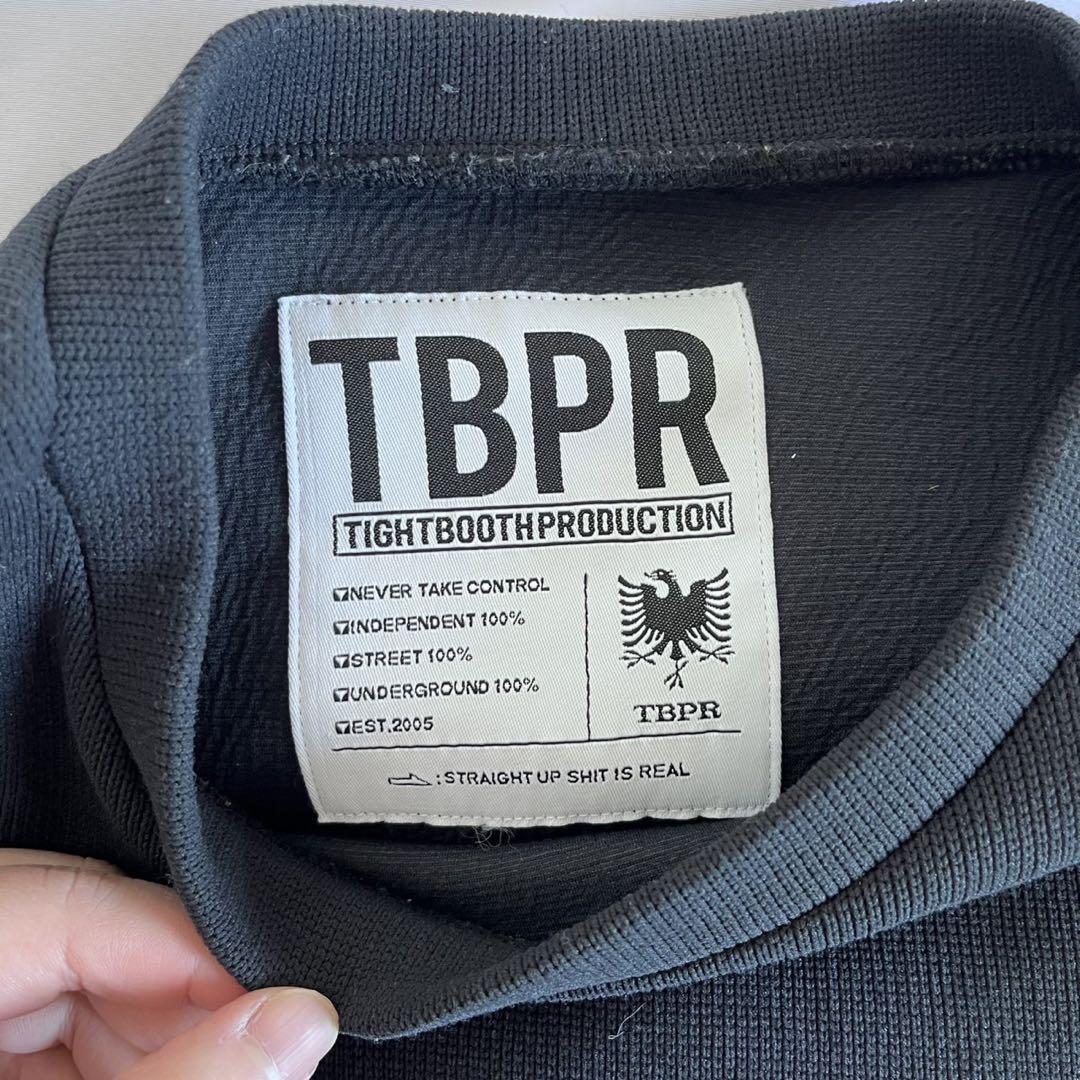 TBPR
TIGHTBOOTHPRODUCTION
NEVER TAKE CONTROL
INDEPENDENT 100%
STREET 100%
UNDERGROUND 100%
EST.2005
TBPR
:STRAIGHT UP SHIT IS REAL